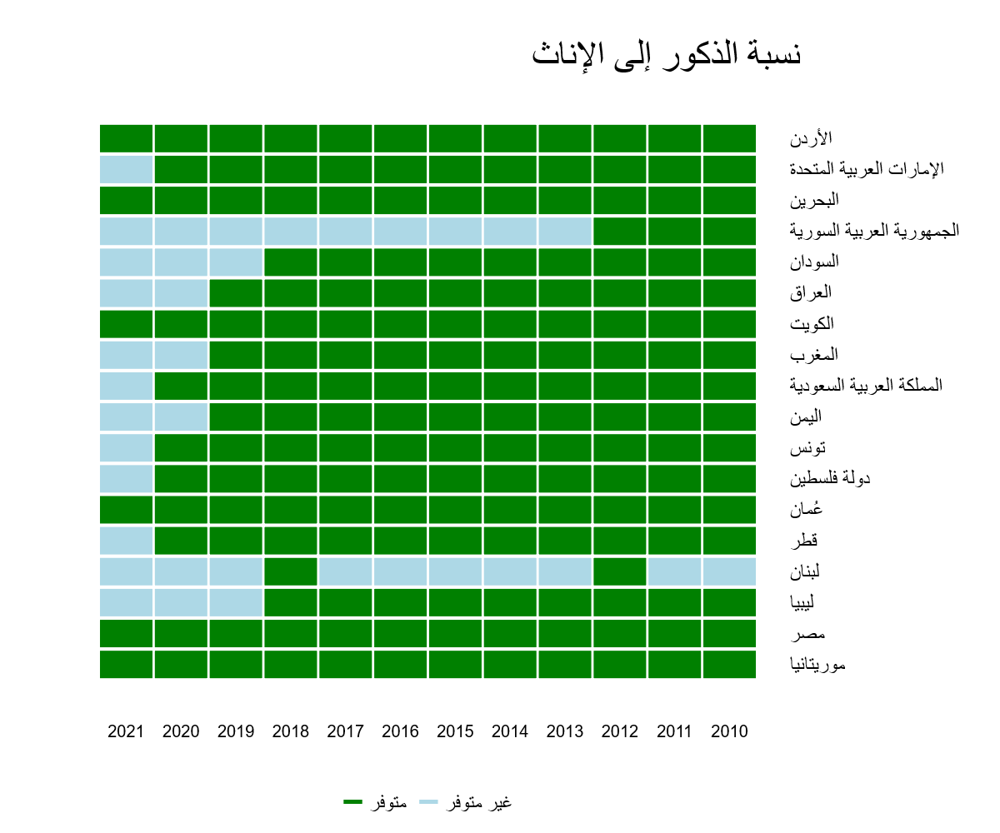 نسبة الذكور إلى الإناث
الأردن
الإمارات العربية المتحدة
البحرين
الجمهورية العربية السورية
السودان
العراق
الكويت
المغرب
المملكة العربية السعودية
اليمن
تونس
دولة فلسطين
عُمان
قطر
لبنان
ليبيا
مصر
موريتانيا
2021 2020 2019 2018 2017 2016 2015 2014 2013 2012 2011 2010
متوفر غير متوفر